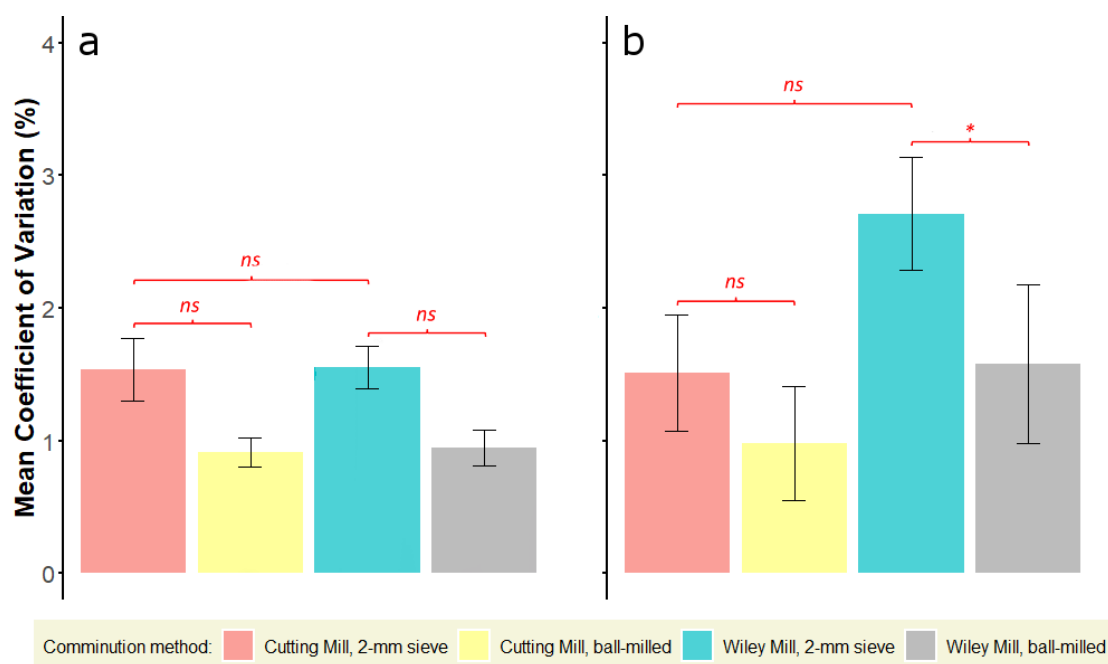 a
b
4
3
2
1
0
Mean Coefficient of Variation (%)
ns
ns
ns
ns
*
ns
Comminution method: Cutting Mill, 2-mm sieve Cutting Mill, ball-milled Wiley Mill, 2-mm sieve Wiley Mill, ball-milled